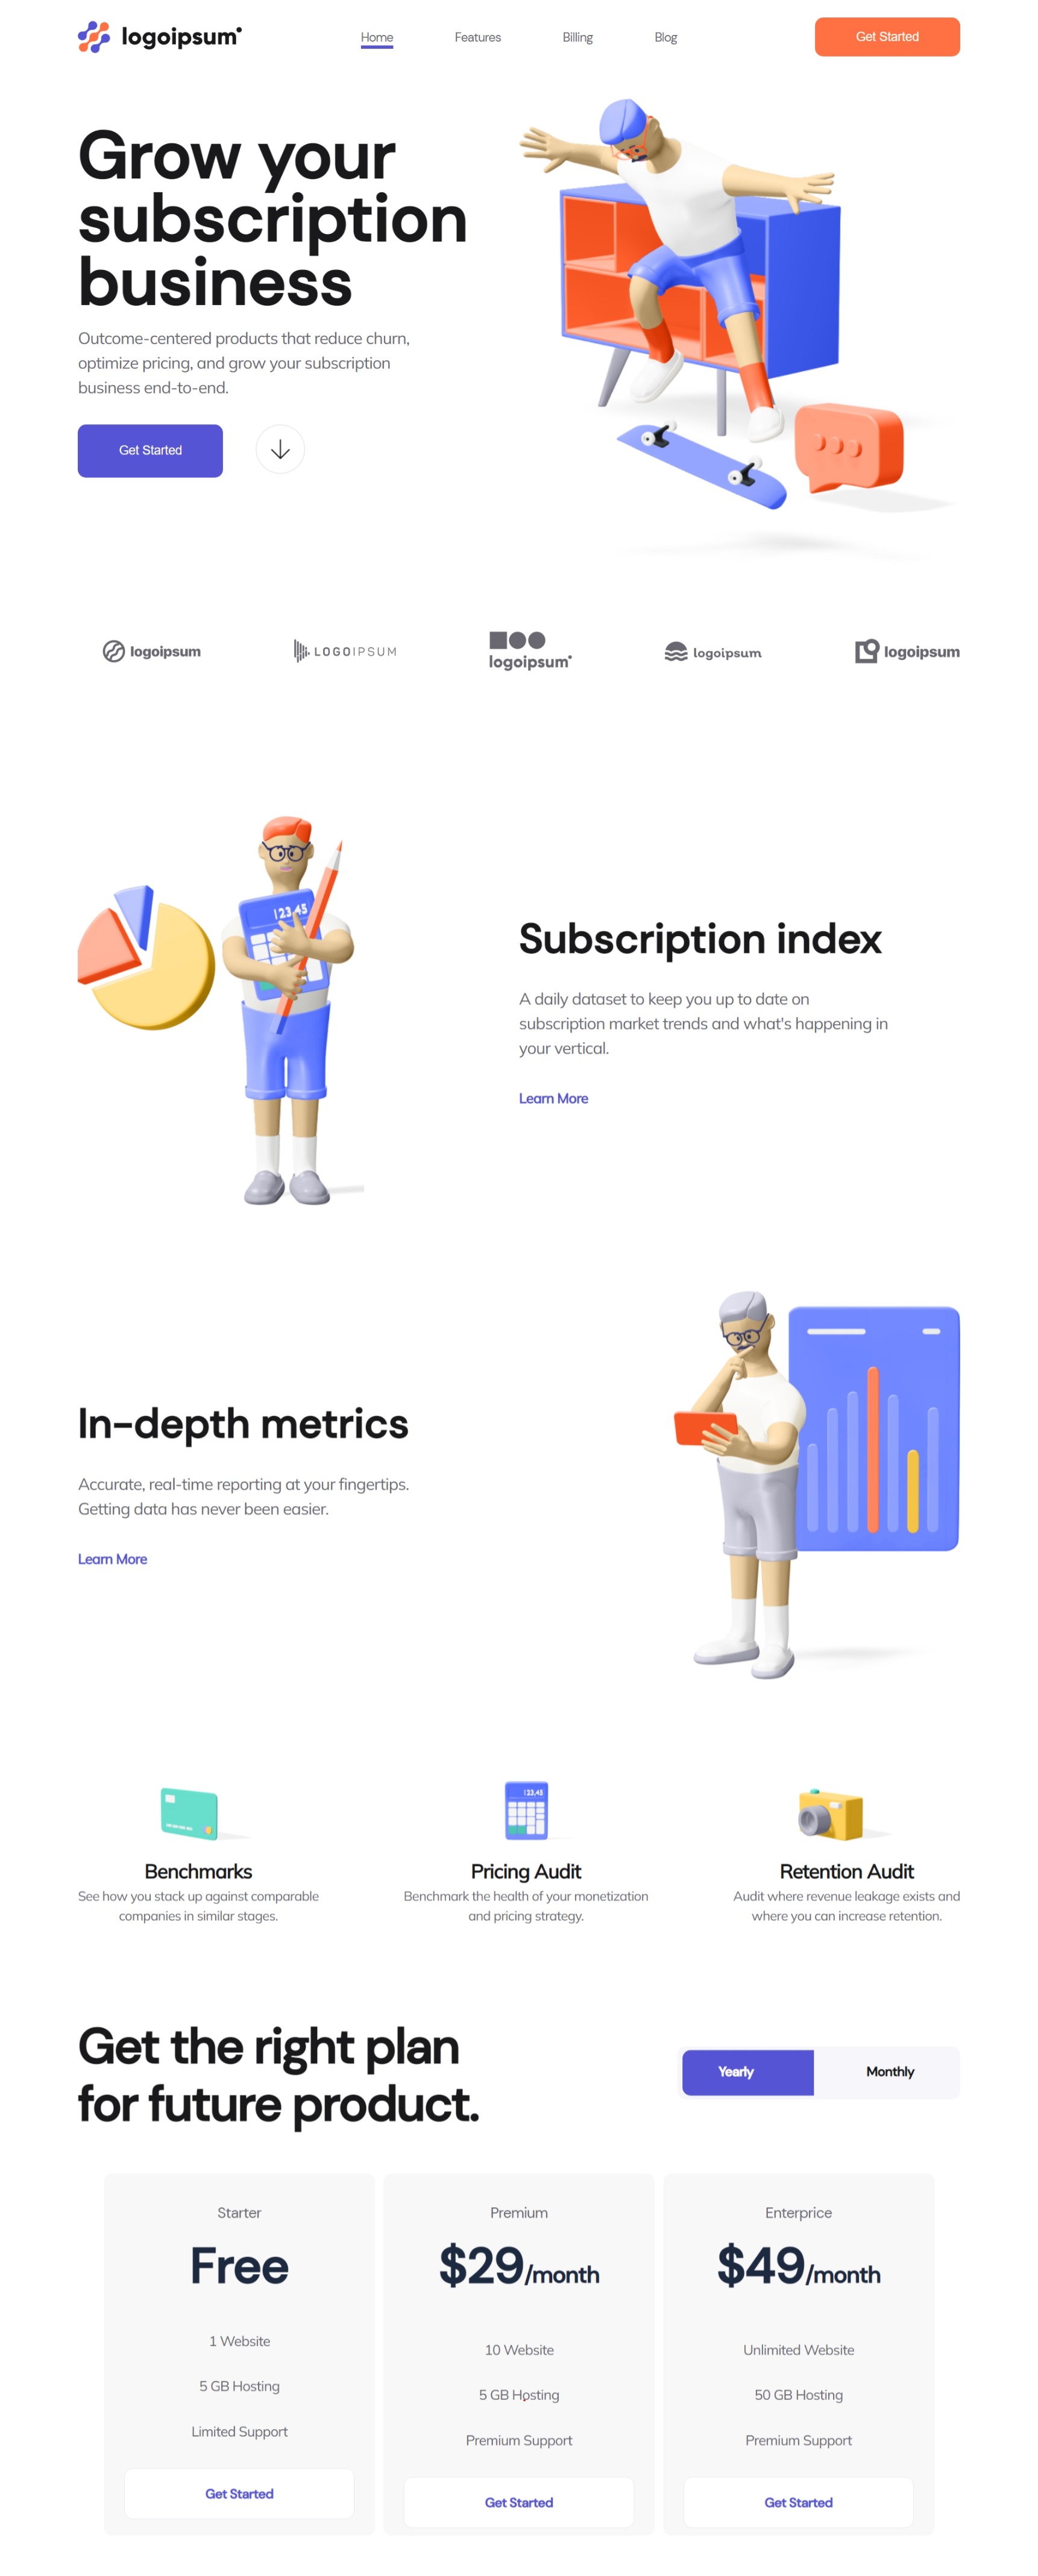 logoipsum
Home Features Billing Blog
Get Started
Grow your
subscription
business
Outcome-centered products that reduce churn,
optimize pricing, and grow your subscription
business end-to-end.
Get Started
logoipsum LOGOIPSUM logoipsum logoipsum logoipsum
123,45
Subscription index
A daily dataset to keep you up to date on
subscription market trends and what's happening in
your vertical.
Learn More
In-depth metrics
Accurate, real-time reporting at your fingertips.
Getting data has never been easier.
Learn More
123,45
Benchmarks
See how you stack up against comparable
companies in similar stages.
Pricing Audit
Benchmark the health of your monetization
and pricing strategy.
Retention Audit
Audit where revenue leakage exists and
where you can increase retention.
Get the right plan
for future product.
Yearly Monthly
Starter
Free
1 Website
5 GB Hosting
Limited Support
Get Started
Premium
$29/month
10 Website
5 GB Hosting
Premium Support
Get Started
Enterprice
$49/month
Unlimited Website
50 GB Hosting
Premium Support
Get Started